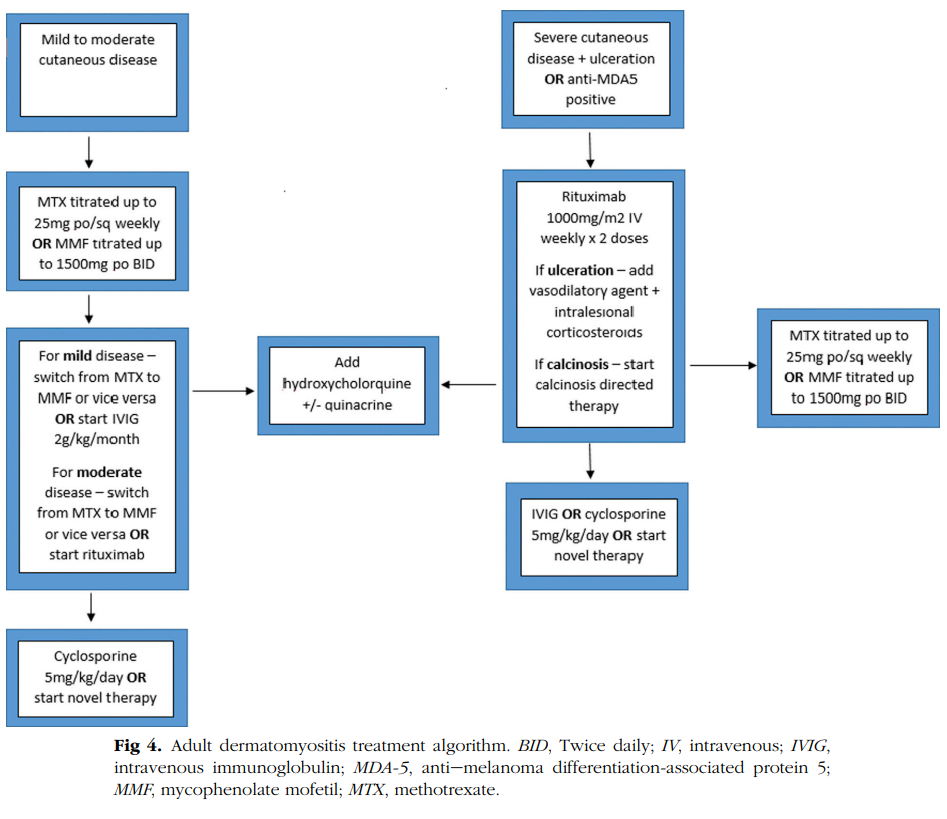 Mild to moderate
cutaneous disease
MTX titrated up to
25mg po/sq weekly
OR MMF titrated up
to 1500mg po BID
For mild disease –
switch from MTX to
MMF or vice versa
OR start IVIG
2g/kg/month
For moderate
disease – switch
from MTX to MMF
or vice versa OR
start rituximab
Cyclosporine
5mg/kg/day OR
start novel therapy
Add
hydroxycholorquine
+/- quinacrine
Severe cutaneous
disease + ulceration
OR anti-MDA5
positive
Rituximab
1000mg/m2 IV
weekly x 2 doses
If ulceration – add
vasodilatory agent +
intralesional
corticosteroids
If calcinosis – start
calcinosis directed
therapy
MTX titrated up to
25mg po/sq weekly
OR MMF titrated up
to 1500mg po BID
IVIG OR cyclosporine
5mg/kg/day OR start
novel therapy
Fig 4. Adult dermatomyositis treatment algorithm. BID, Twice daily; IV, intravenous; IVIG,
intravenous immunoglobulin; MDA-5, anti−melanoma differentiation-associated protein 5;
MMF, mycophenolate mofetil; MTX, methotrexate.